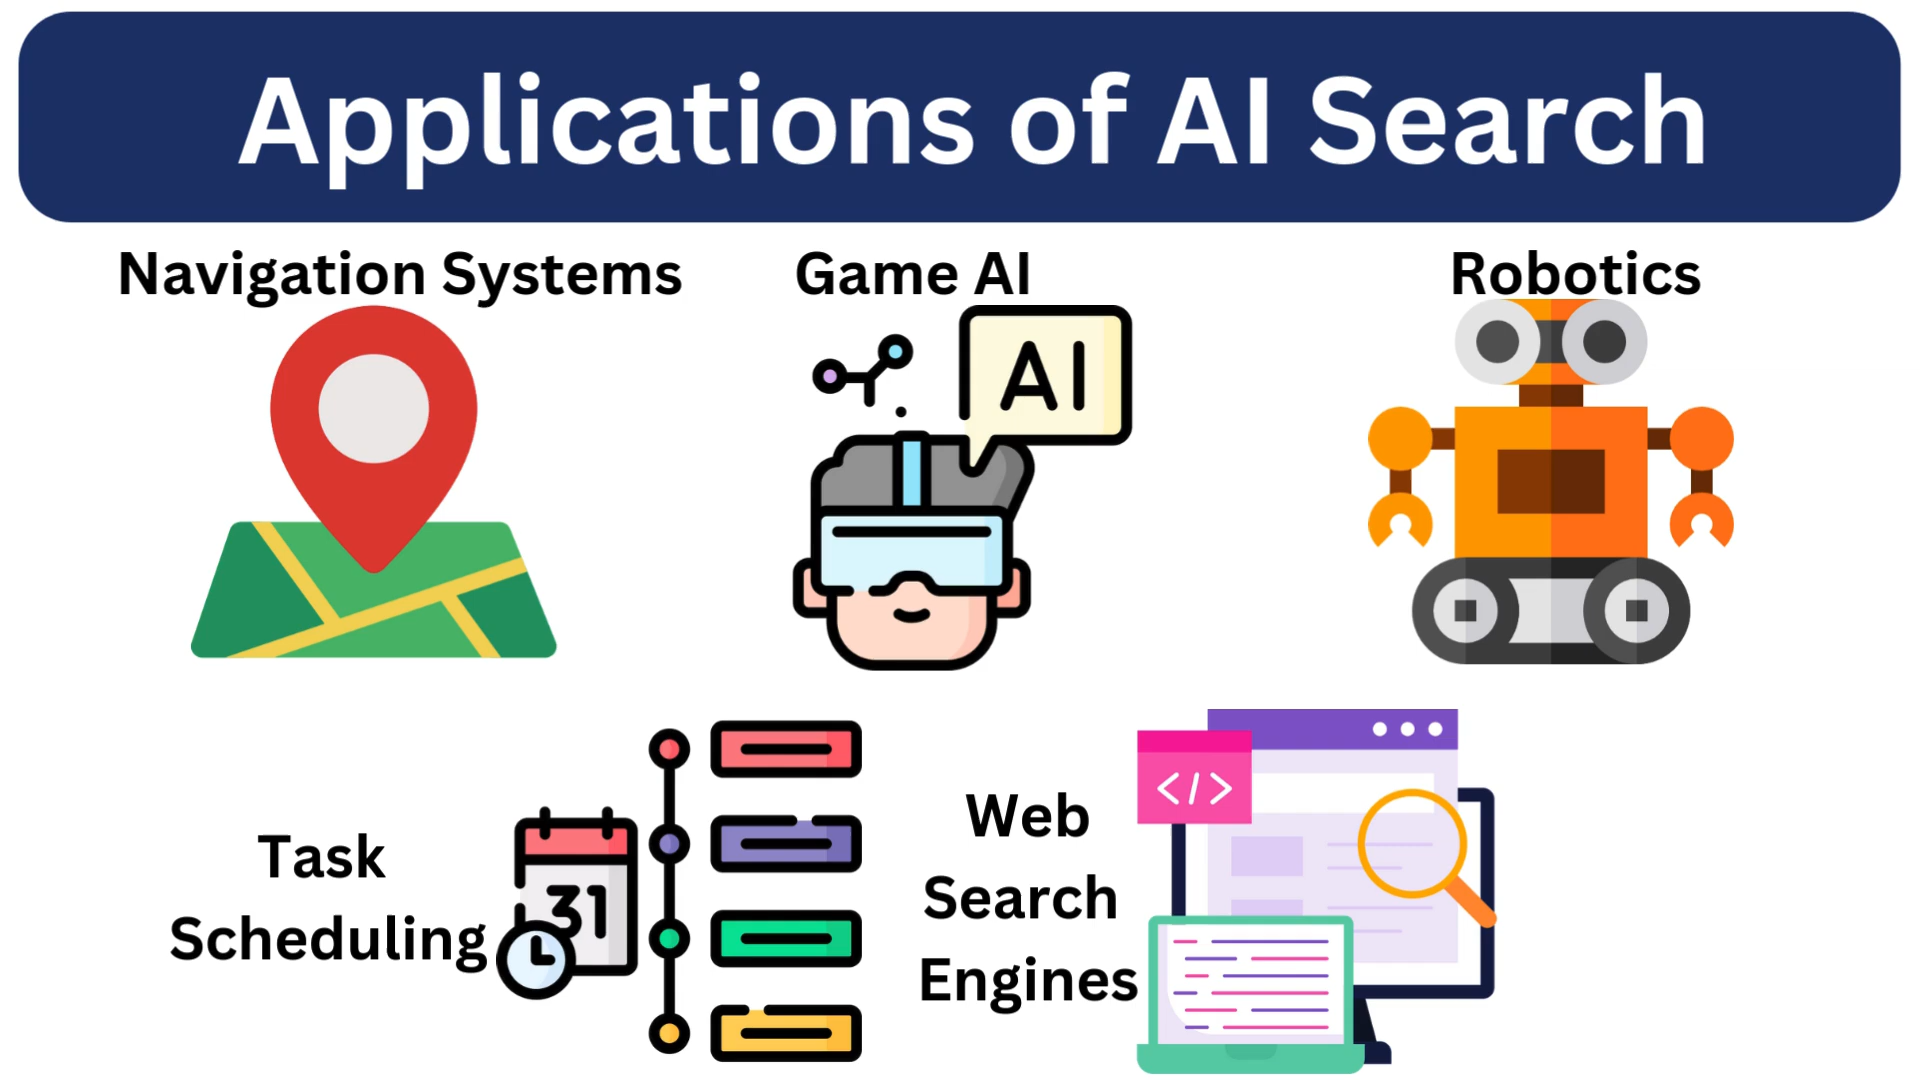 Applications of AI Search
Navigation Systems
Game AI
Robotics
AI
Task
Scheduling
31
Web
Search
Engines
</>